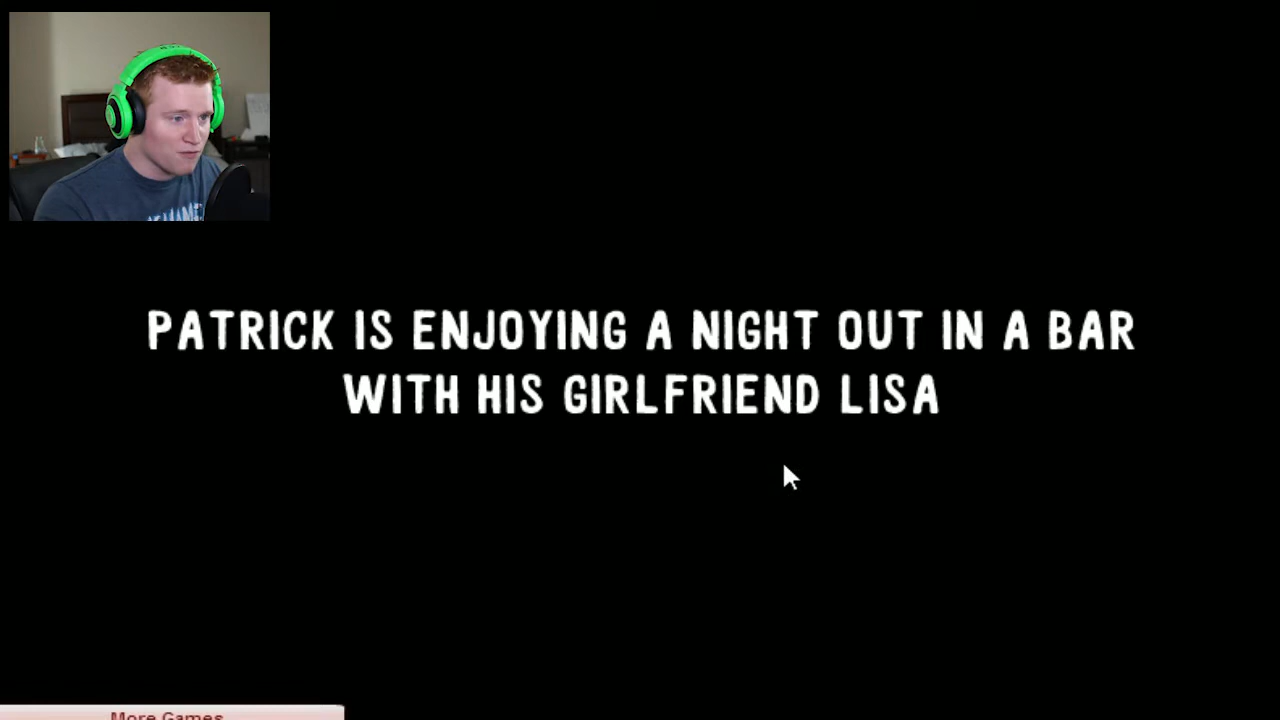 PATRICK IS ENJOYING A NIGHT OUT IN A BAR
WITH HIS GIRLFRIEND LISA
More Games